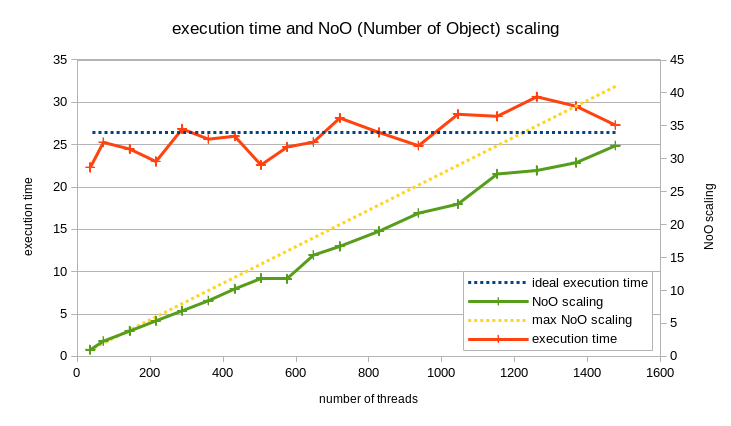 execution time and NoO (Number of Object) scaling
35
30
25
20
15
10
5
0
execution time
45
40
35
30
25
20
15
10
5
0
NoO scaling
ideal execution time
NoO scaling
max NoO scaling
execution time
0 200 400 600 800 1000 1200 1400 1600
number of threads